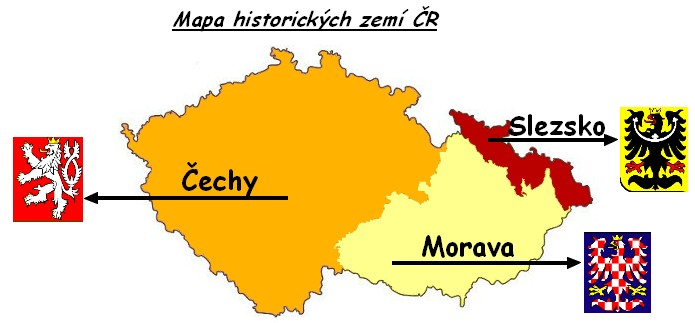 Mapa historických zemí ČR
Slezsko
Čechy
Morava